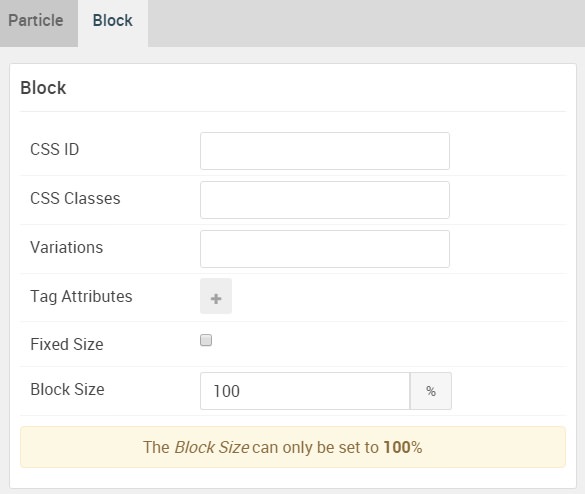 Particle Block
Block
CSS ID
CSS Classes
Variations
Tag Attributes +
Fixed Size
Block Size 100 %
The Block Size can only be set to 100%